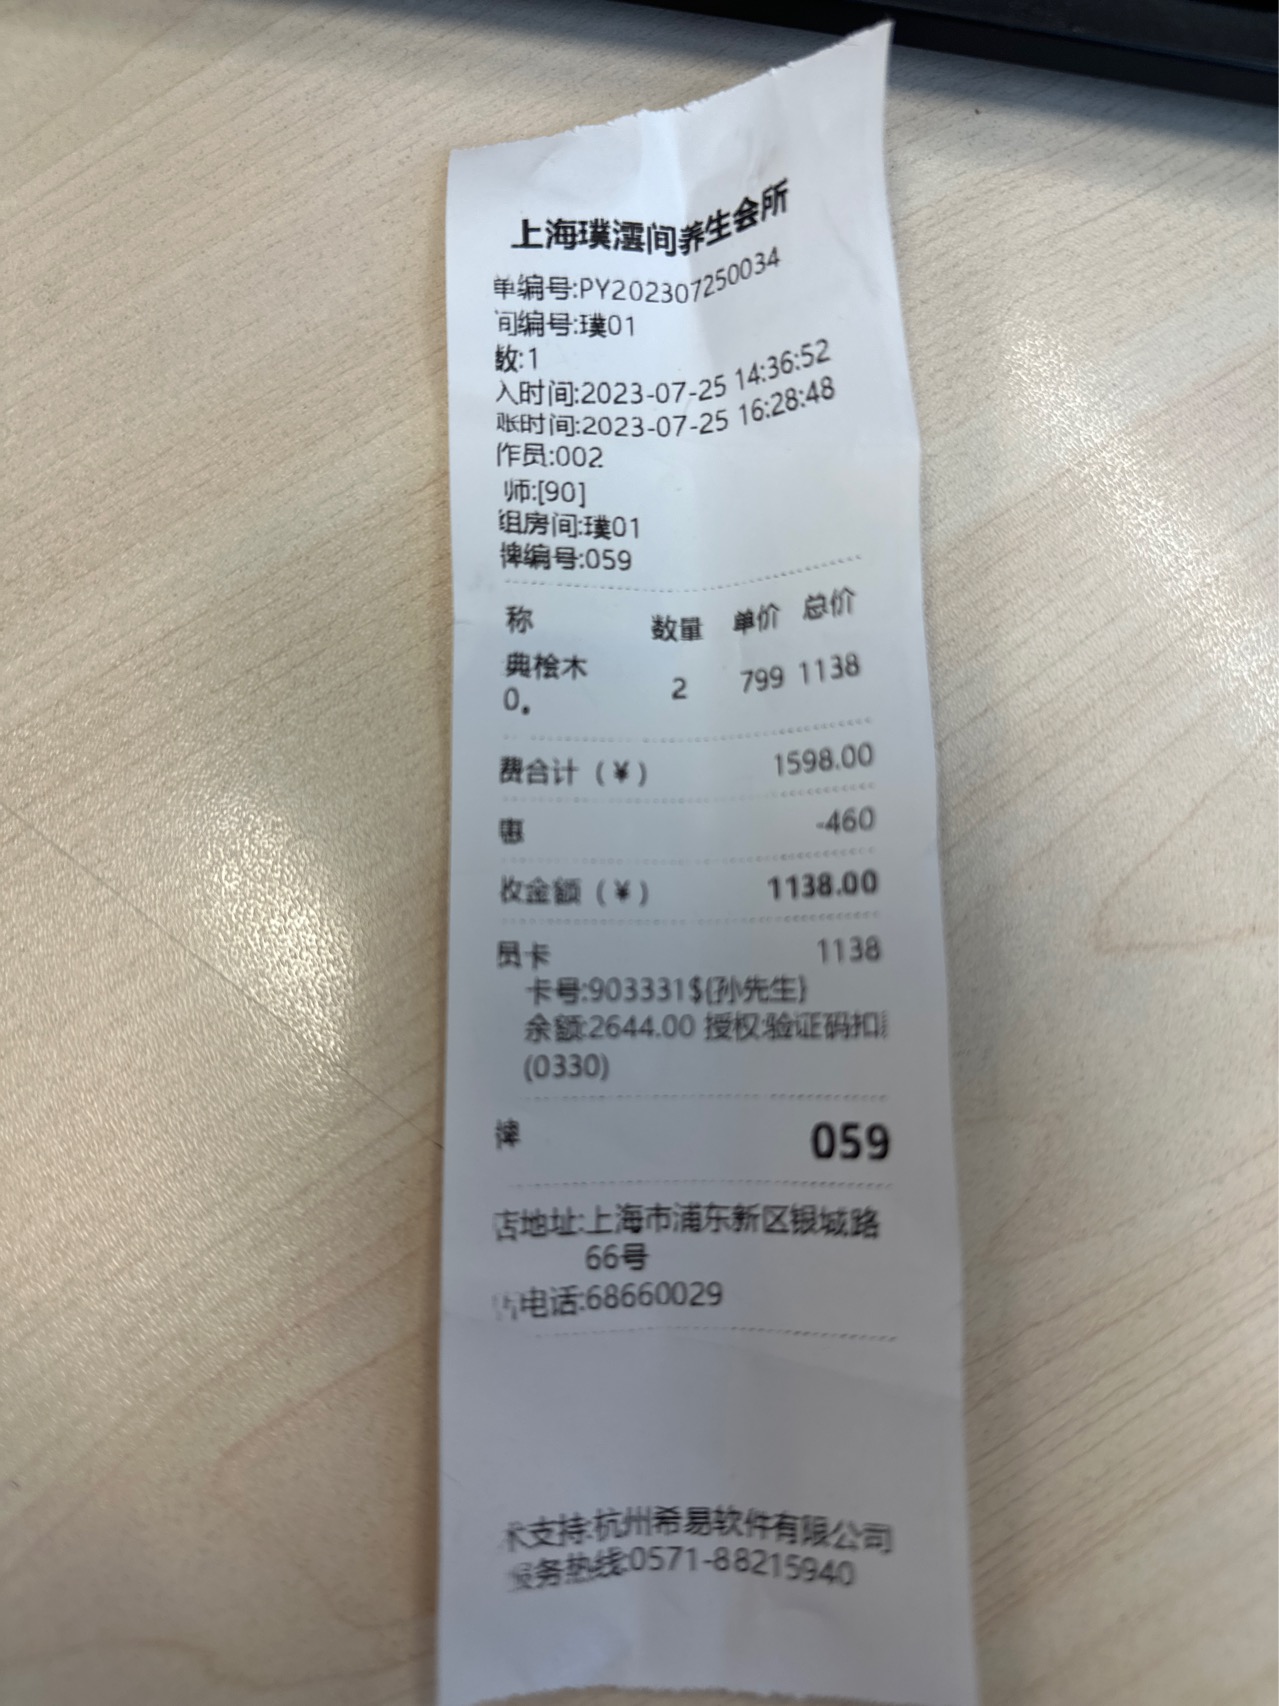 上海璞澐间养生会所
单编号:PY202307250034
间编号:璞01
数:1
入时间:2023-07-25 14:36:52
账时间:2023-07-25 16:28:48
作员:002
师:[90]
组房间:璞01
牌编号:059
称 数量 单价 总价
典桧木 2 799 1138
0。
费合计（¥） 1598.00
惠 -460
收金额（¥） 1138.00
员卡 1138
卡号:903331$(孙先生)
余额:2644.00 授权:验证码扣
(0330)
牌 059
店地址:上海市浦东新区银城路
66号
电话:68660029
术支持:杭州希易软件有限公司
服务热线:0571-88215940